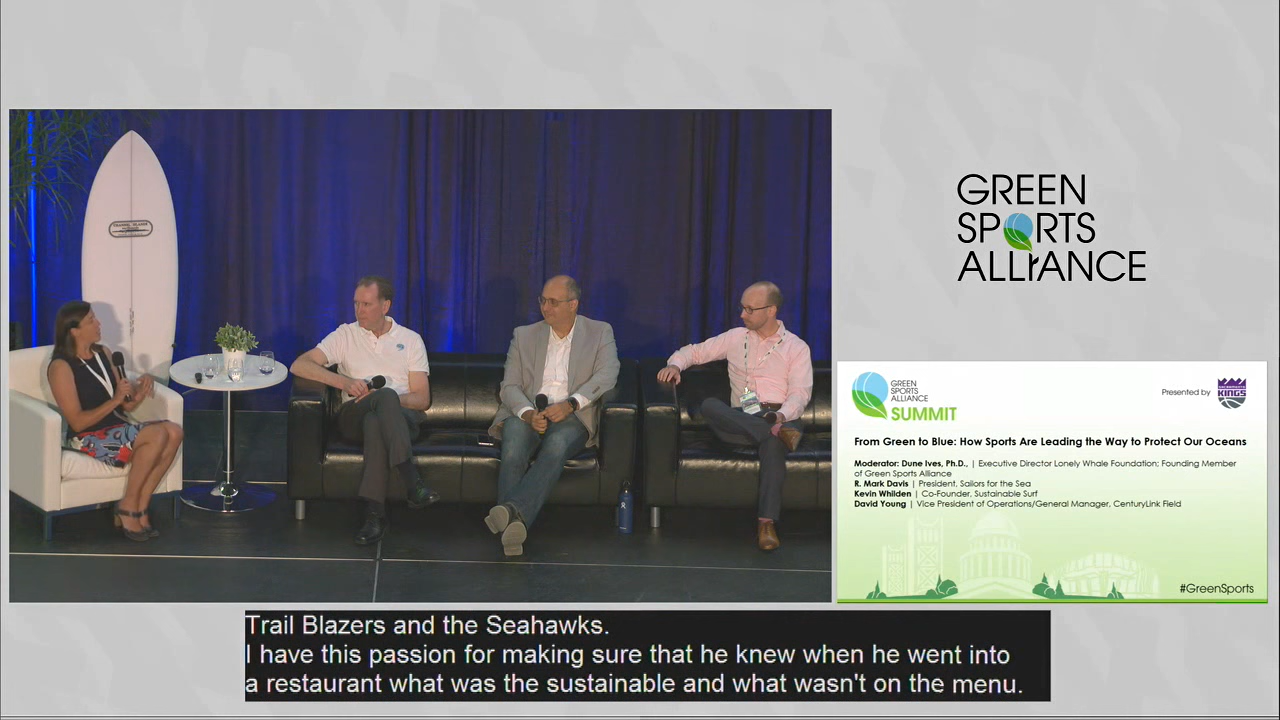 GREEN
SPORTS
ALLIANCE
GREEN
SPORTS
ALLIANCE
SUMMIT
Presented by
SACRAMENTO
KINGS
From Green to Blue: How Sports Are Leading the Way to Protect Our Oceans
Moderator: Dune Ives, Ph.D., | Executive Director Lonely Whale Foundation; Founding Member
of Green Sports Alliance
R. Mark Davis | President, Sailors for the Sea
Kevin Whilden | Co-Founder, Sustainable Surf
David Young | Vice President of Operations/General Manager, CenturyLink Field
#GreenSports
Trail Blazers and the Seahawks.
I have this passion for making sure that he knew when he went into
a restaurant what was the sustainable and what wasn't on the menu.